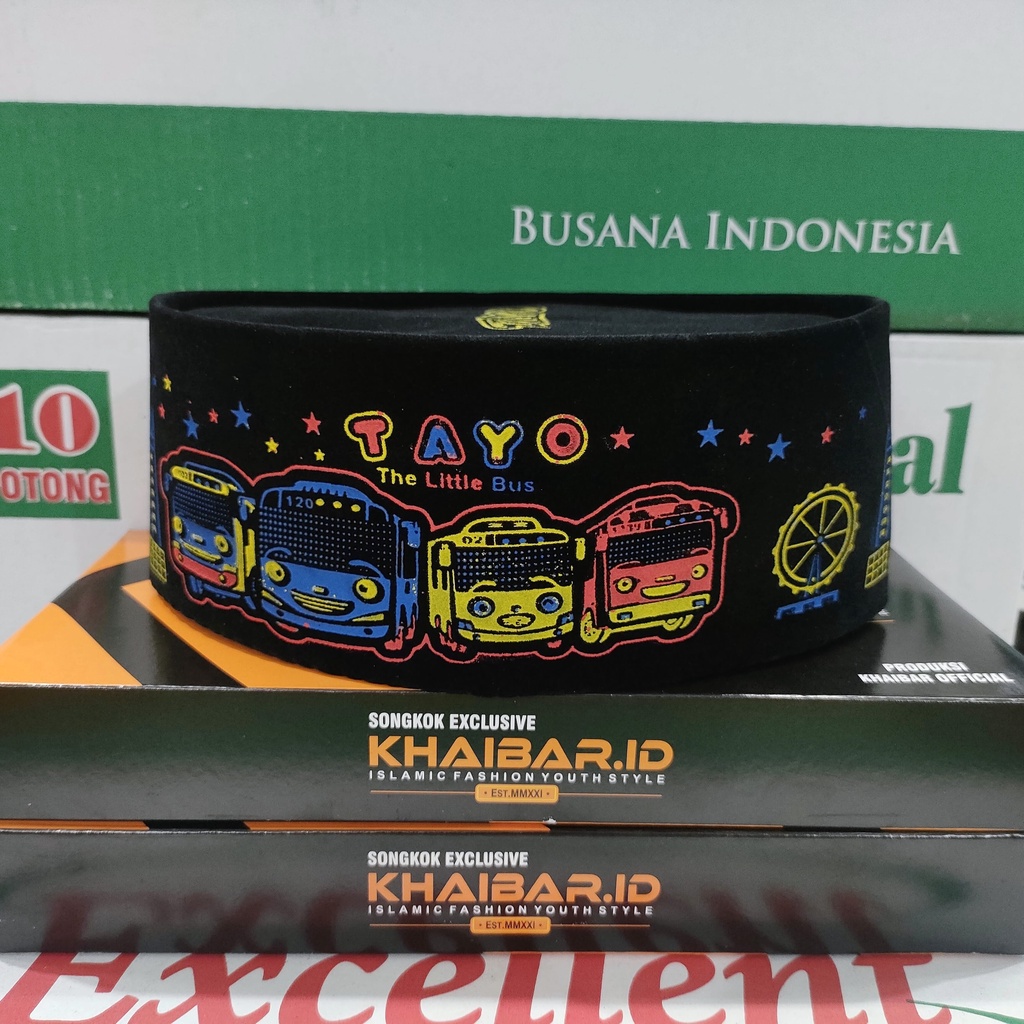 BUSANA INDONESIA
10
OTONG
al
TAYO
The Little Bus
120
02
PRODUKSI
KHAIBAR OFFICIAL
SONGKOK EXCLUSIVE
KHAIBAR.ID
ISLAMIC FASHION YOUTH STYLE
• EST.MMXXI •
SONGKOK EXCLUSIVE
KHAIBAR.ID
ISLAMIC FASHION YOUTH STYLE
• EST.MMXXI •
Excellent